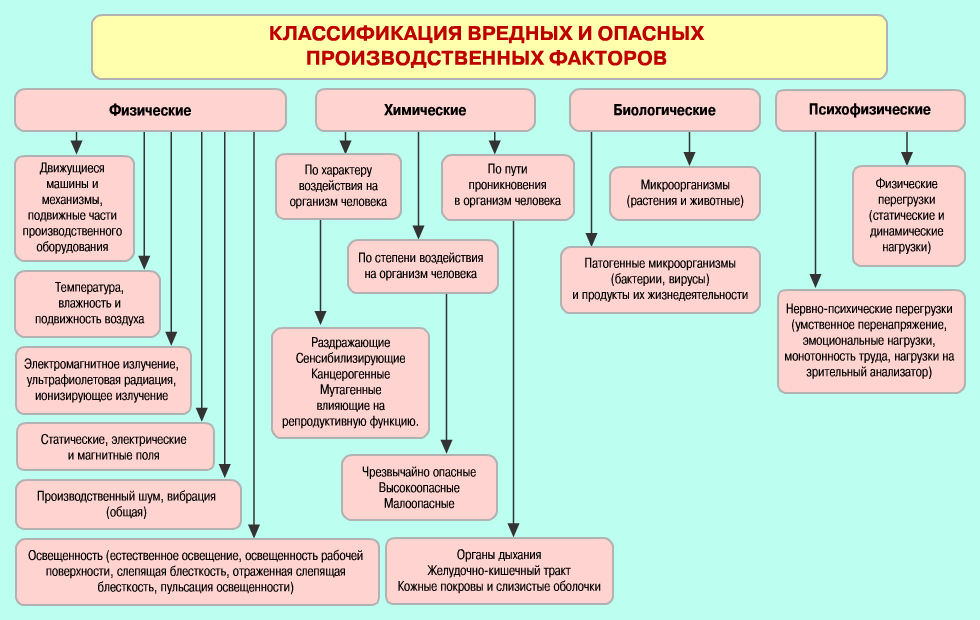 КЛАССИФИКАЦИЯ ВРЕДНЫХ И ОПАСНЫХ
ПРОИЗВОДСТВЕННЫХ ФАКТОРОВ
Физические
Движущиеся
машины и
механизмы,
подвижные части
производственного
оборудования
Температура,
влажность и
подвижность воздуха
Электромагнитное излучение,
ультрафиолетовая радиация,
ионизирующее излучение
Статические, электрические
и магнитные поля
Производственный шум, вибрация
(общая)
Освещенность (естественное освещение, освещенность рабочей
поверхности, слепящая блесткость, отраженная слепящая
блесткость, пульсация освещенности)
Химические
По характеру
воздействия на
организм человека
По пути
проникновения
в организм человека
По степени воздействия
на организм человека
Раздражающие
Сенсибилизирующие
Канцерогенные
Мутагенные
влияющие на
репродуктивную функцию.
Чрезвычайно опасные
Высокоопасные
Малоопасные
Органы дыхания
Желудочно-кишечный тракт
Кожные покровы и слизистые оболочки
Биологические
Микроорганизмы
(растения и животные)
Патогенные микроорганизмы
(бактерии, вирусы)
и продукты их жизнедеятельности
Психофизические
Физические
перегрузки
(статические и
динамические
нагрузки)
Нервно-психические перегрузки
(умственное перенапряжение,
эмоциональные нагрузки,
монотонность труда, нагрузки на
зрительный анализатор)